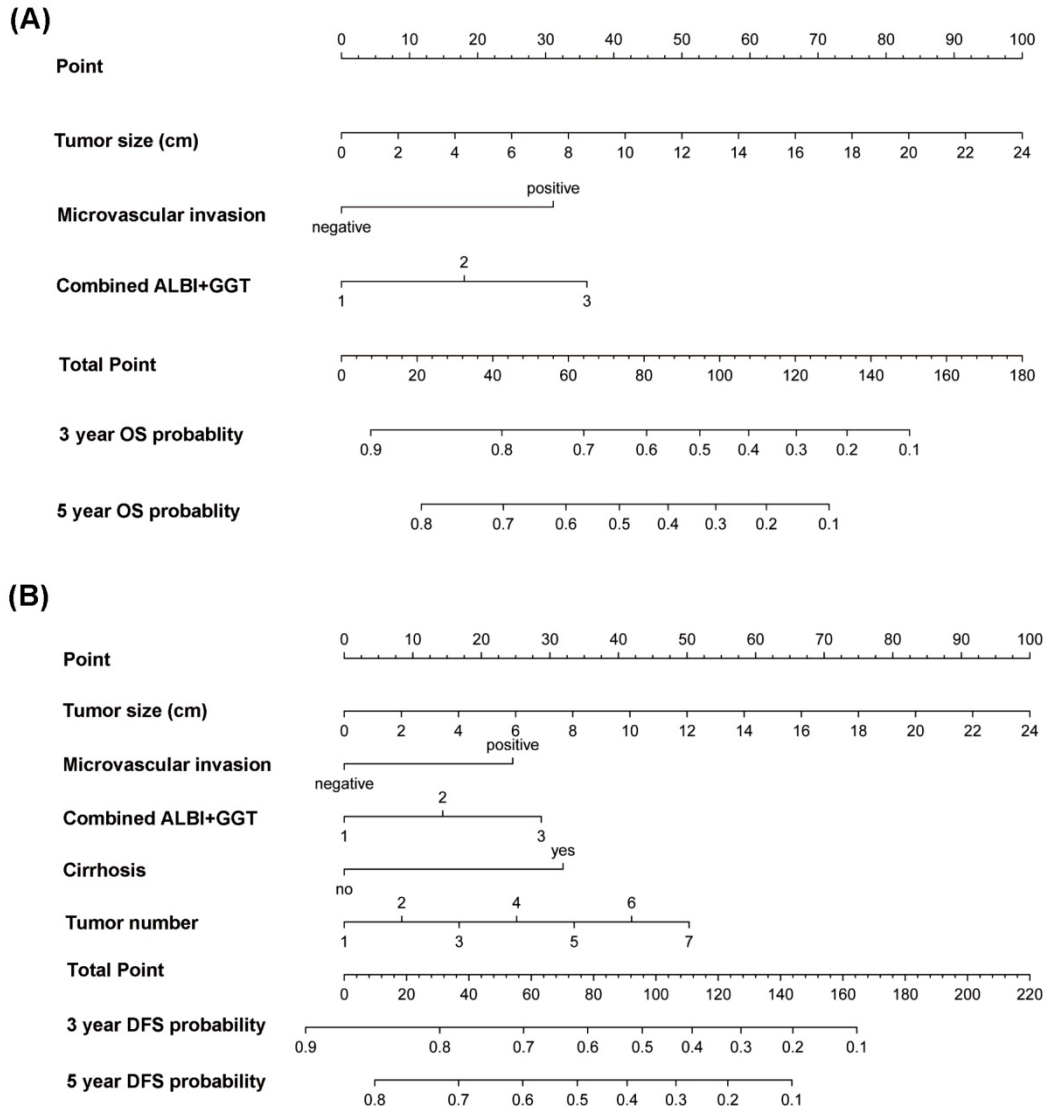 (A)
0 10 20 30 40 50 60 70 80 90 100
Point
Tumor size (cm)
0 2 4 6 8 10 12 14 16 18 20 22 24
positive
Microvascular invasion
negative
2
Combined ALBI+GGT
1 3
Total Point
0 20 40 60 80 100 120 140 160 180
3 year OS probablity
0.9 0.8 0.7 0.6 0.5 0.4 0.3 0.2 0.1
5 year OS probablity
0.8 0.7 0.6 0.5 0.4 0.3 0.2 0.1
(B)
0 10 20 30 40 50 60 70 80 90 100
Point
Tumor size (cm)
0 2 4 6 8 10 12 14 16 18 20 22 24
positive
Microvascular invasion
negative
2
Combined ALBI+GGT
1 3
yes
Cirrhosis
no
2 4 6
Tumor number
1 3 5 7
Total Point
0 20 40 60 80 100 120 140 160 180 200 220
3 year DFS probability
0.9 0.8 0.7 0.6 0.5 0.4 0.3 0.2 0.1
5 year DFS probability
0.8 0.7 0.6 0.5 0.4 0.3 0.2 0.1